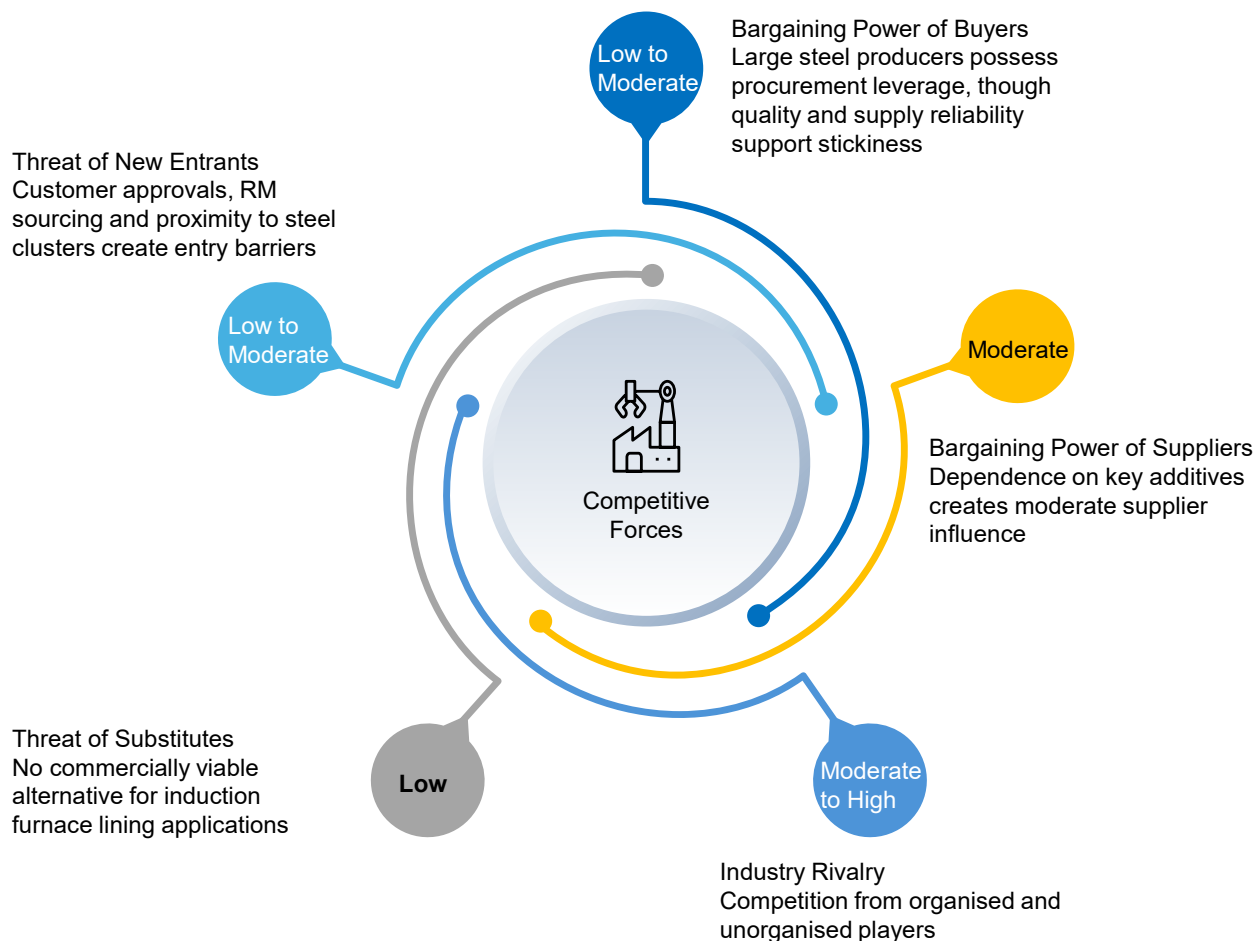 Low to
Moderate
Bargaining Power of Buyers
Large steel producers possess
procurement leverage, though
quality and supply reliability
support stickiness
Threat of New Entrants
Customer approvals, RM
sourcing and proximity to steel
clusters create entry barriers
Low to
Moderate
Moderate
Bargaining Power of Suppliers
Dependence on key additives
creates moderate supplier
influence
Competitive
Forces
Threat of Substitutes
No commercially viable
alternative for induction
furnace lining applications
Low
Moderate
to High
Industry Rivalry
Competition from organised and
unorganised players